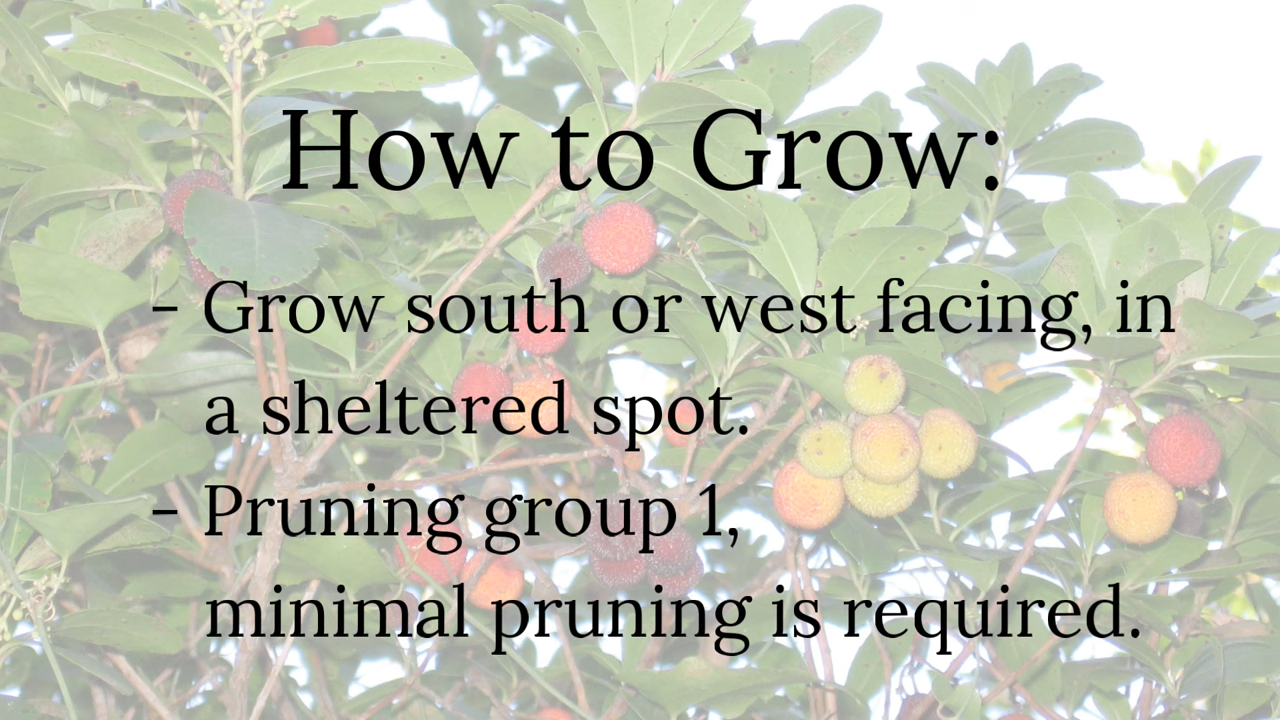 How to Grow:
- Grow south or west facing, in
a sheltered spot.
- Pruning group 1,
minimal pruning is required.